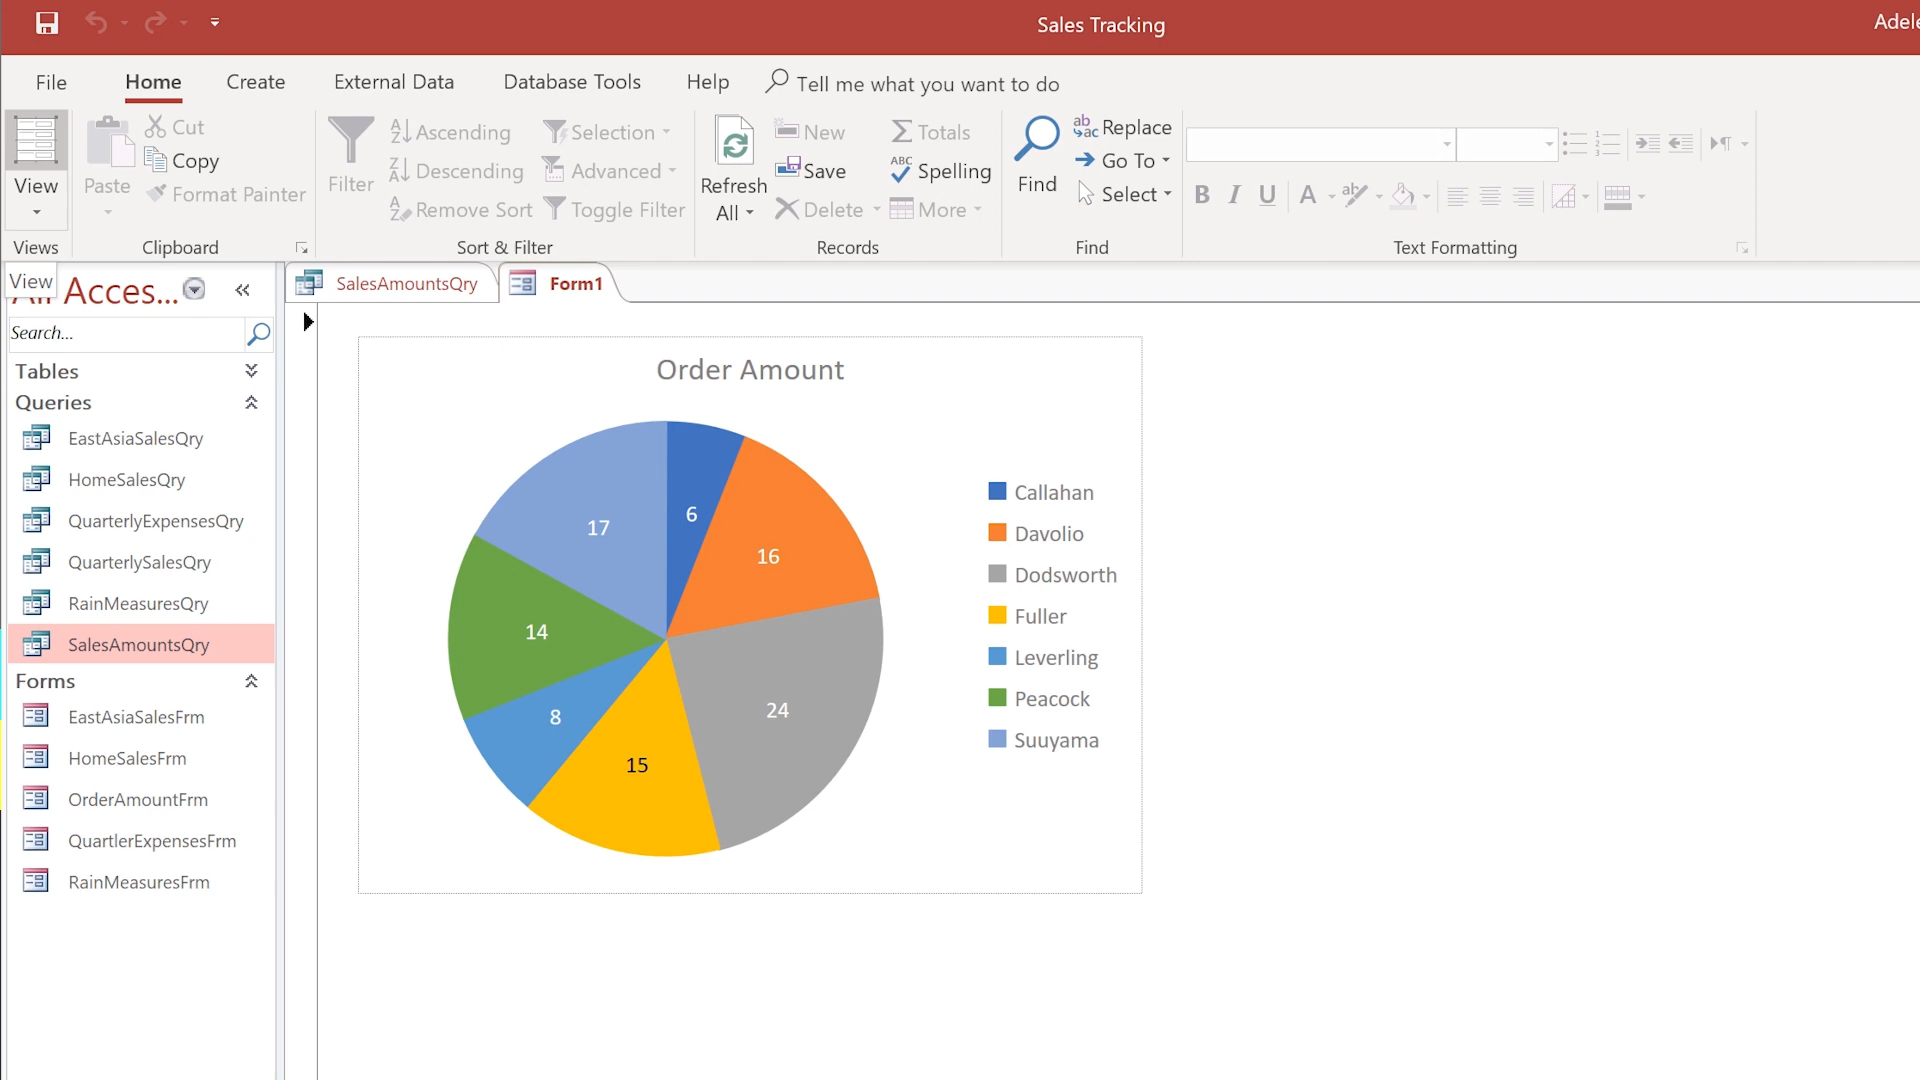 Sales Tracking
Adele
File Home Create External Data Database Tools Help Tell me what you want to do
View
Paste
Cut
Copy
Format Painter
Filter
Ascending
Descending
Remove Sort
Selection
Advanced
Toggle Filter
Refresh
All
New
Save
Delete
Totals
Spelling
More
Find
Replace
Go To
Select
Views Clipboard Sort & Filter Records Find Text Formatting
View
Acces...
Search...
Tables
Queries
EastAsiaSalesQry
HomeSalesQry
QuarterlyExpensesQry
QuarterlySalesQry
RainMeasuresQry
SalesAmountsQry
Forms
EastAsiaSalesFrm
HomeSalesFrm
OrderAmountFrm
QuartlerExpensesFrm
RainMeasuresFrm
SalesAmountsQry
Form1
Order Amount
6
16
24
15
8
14
17
Callahan
Davolio
Dodsworth
Fuller
Leverling
Peacock
Suuyama